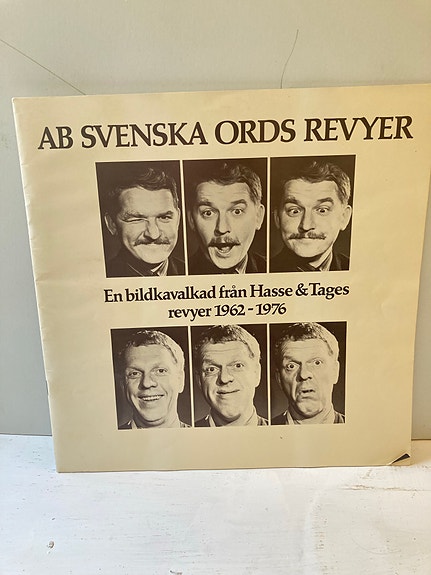 AB SVENSKA ORDS REVYER
En bildkavalkad från Hasse & Tages
revyer 1962-1976